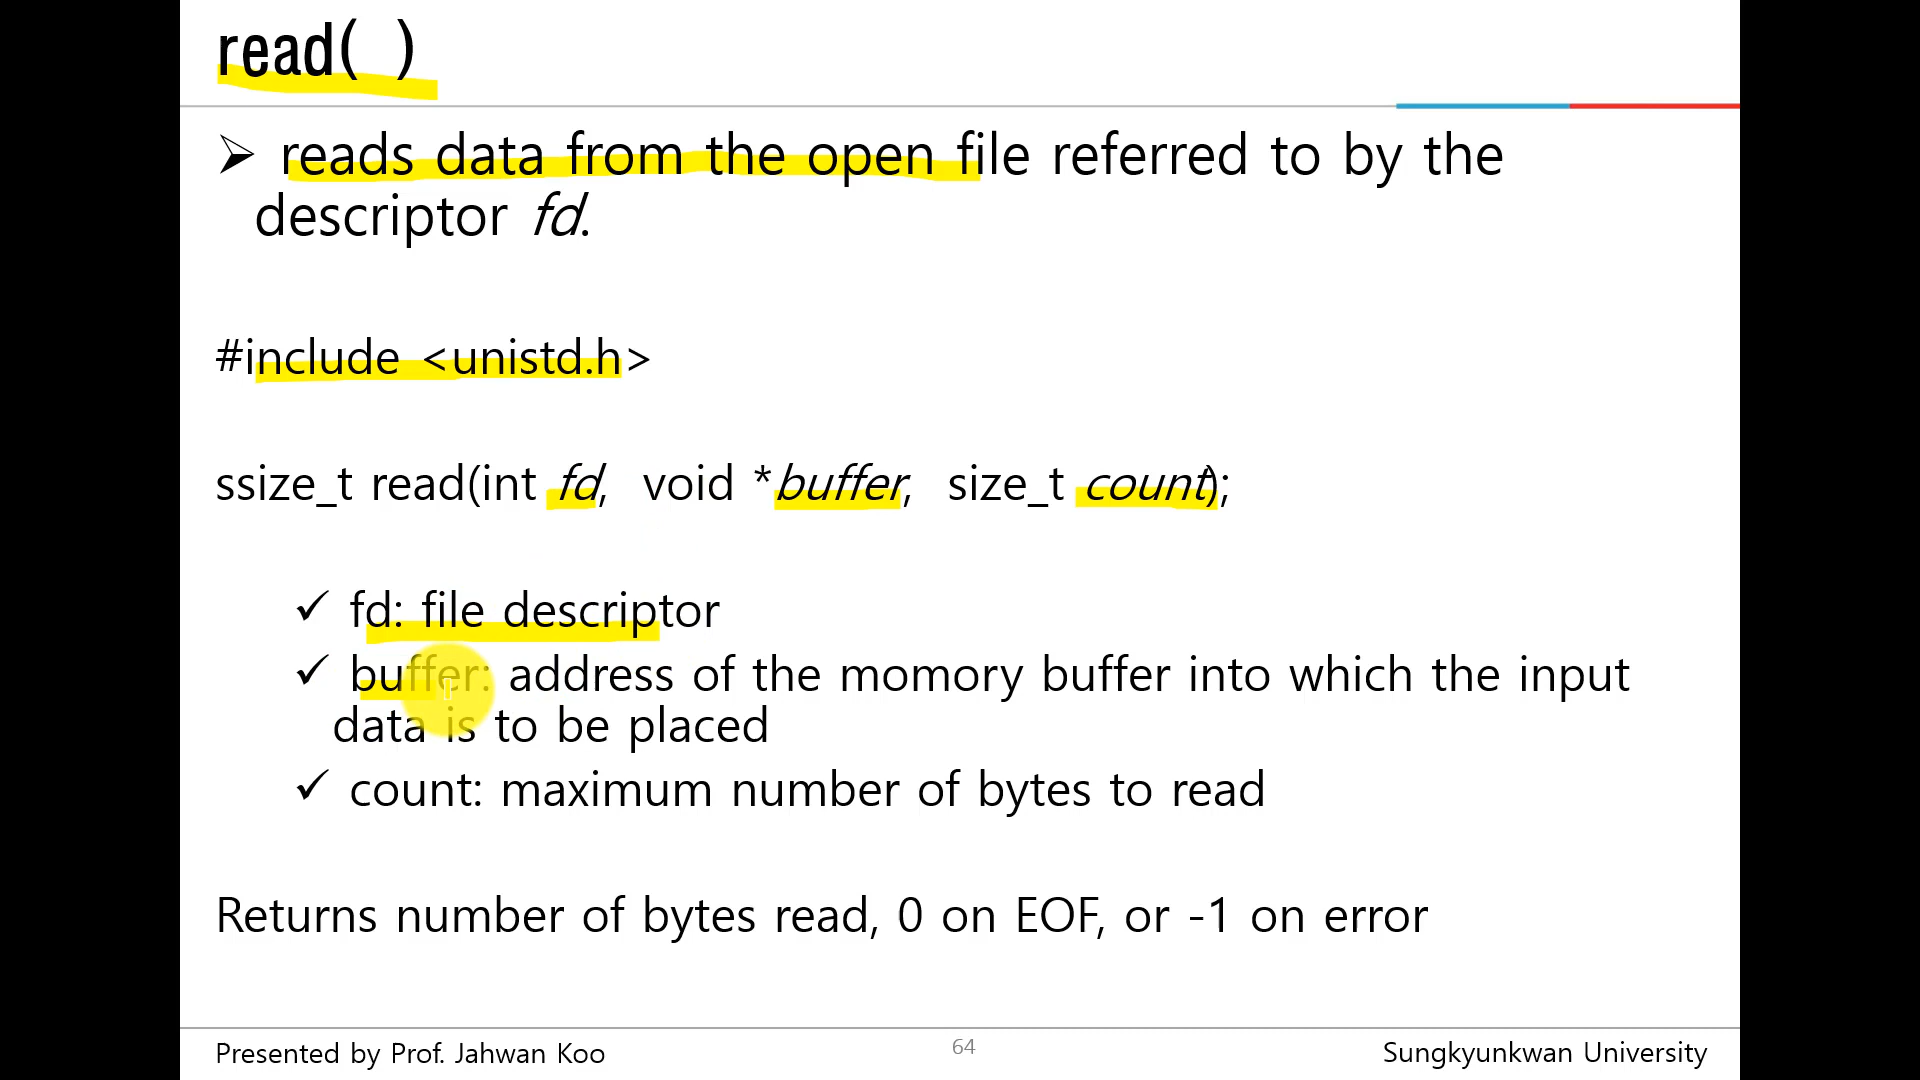 read( )
➢ reads data from the open file referred to by the
descriptor fd.
#include <unistd.h>
ssize_t read(int fd, void *buffer, size_t count);
✓ fd: file descriptor
✓ buffer: address of the momory buffer into which the input
data is to be placed
✓ count: maximum number of bytes to read
Returns number of bytes read, 0 on EOF, or -1 on error
Presented by Prof. Jahwan Koo
64
Sungkyunkwan University